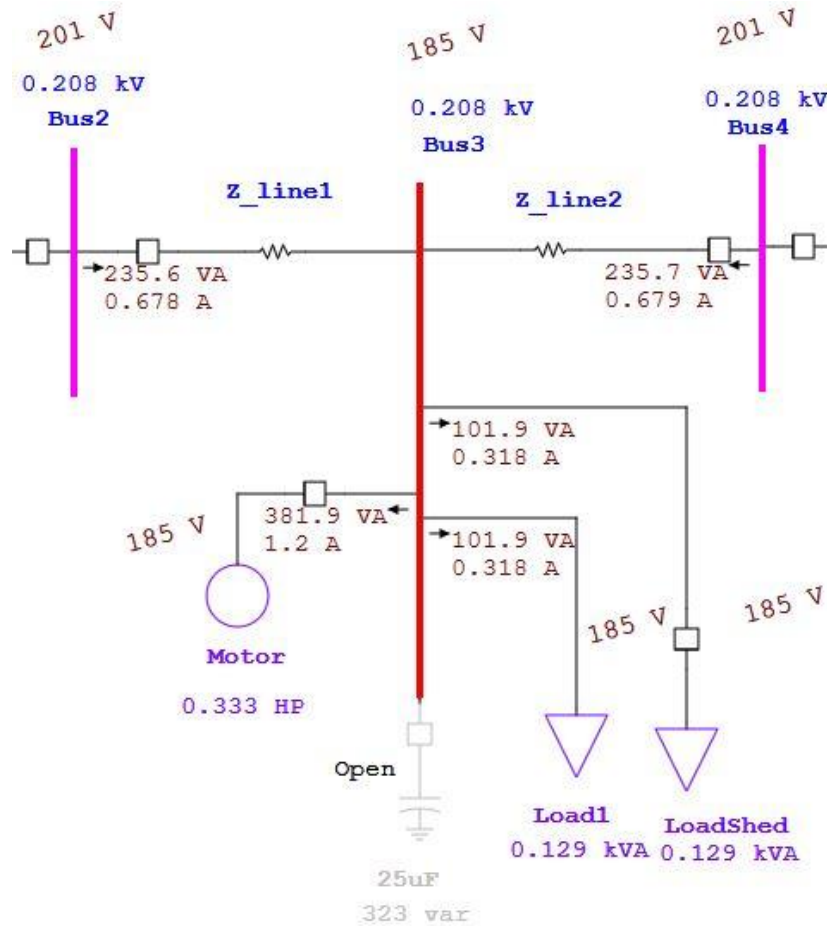 201 V
185 V
201 V
0.208 kV
Bus2
0.208 kV
Bus3
0.208 kV
Bus4
Z_line1
Z_line2
235.6 VA
0.678 A
235.7 VA
0.679 A
101.9 VA
0.318 A
381.9 VA
1.2 A
101.9 VA
0.318 A
185 V
185 V
185 V
Motor
0.333 HP
Open
Load1
0.129 kVA
LoadShed
0.129 kVA
25uF
323 var